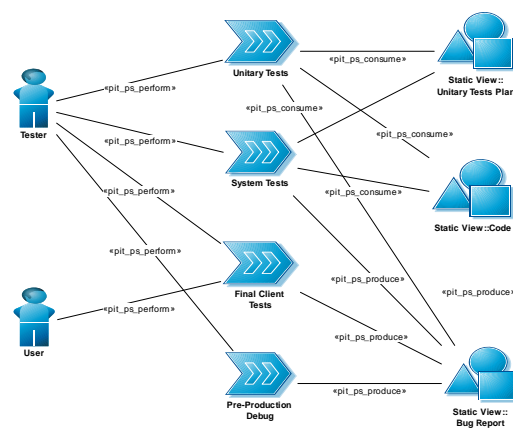 «pit_ps_consume»
Unitary Tests
Static View::
Unitary Tests Plan
«pit_ps_perform»
«pit_ps_consume»
Tester
«pit_ps_consume»
«pit_ps_perform»
System Tests
«pit_ps_perform»
«pit_ps_consume»
Static View::Code
«pit_ps_perform»
«pit_ps_produce»
«pit_ps_produce»
Final Client
Tests
«pit_ps_perform»
«pit_ps_produce»
User
«pit_ps_produce»
Pre-Production
Debug
Static View::
Bug Report